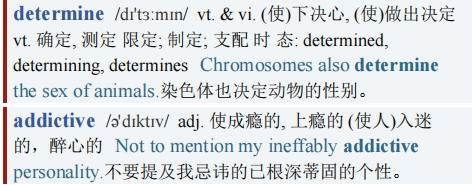 determine /dɪ'tɜːmɪn/ vt. & vi. (使)下决心, (使)做出决定
vt. 确定, 测定 限定; 制定; 支配 时 态: determined,
determining, determines Chromosomes also determine
the sex of animals.染色体也决定动物的性别。
addictive /ə'dɪktɪv/ adj. 使成瘾的, 上瘾的 (使人)入迷
的，醉心的 Not to mention my ineffably addictive
personality.不要提及我忌讳的已根深蒂固的个性。